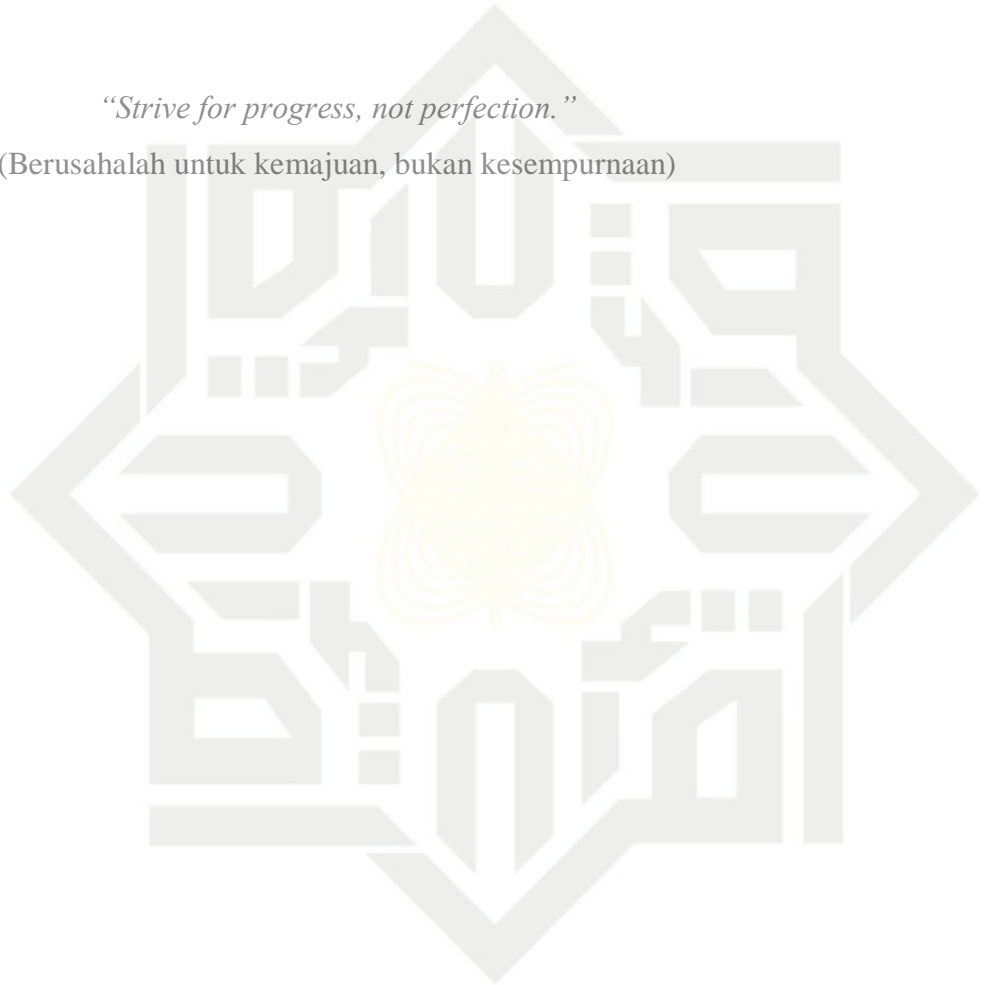 “Strive for progress, not perfection.”
(Berusahalah untuk kemajuan, bukan kesempurnaan)